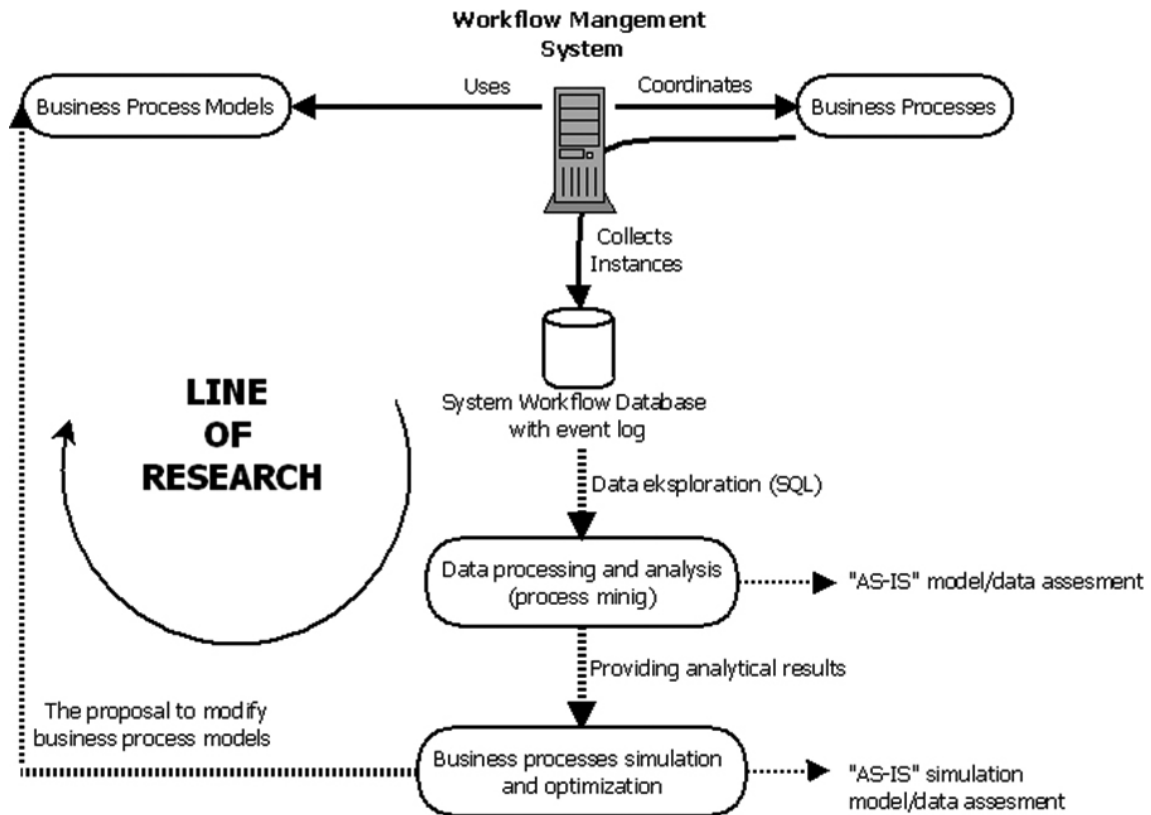 Workflow Mangement
System
Uses
Coordinates
Business Process Models
Business Processes
Collects
Instances
LINE
OF
RESEARCH
System Workflow Database
with event log
Data eksploration (SQL)
Data processing and analysis
(process minig)
"AS-IS" model/data assesment
Providing analytical results
The proposal to modify
business process models
Business processes simulation
and optimization
"AS-IS" simulation
model/data assesment